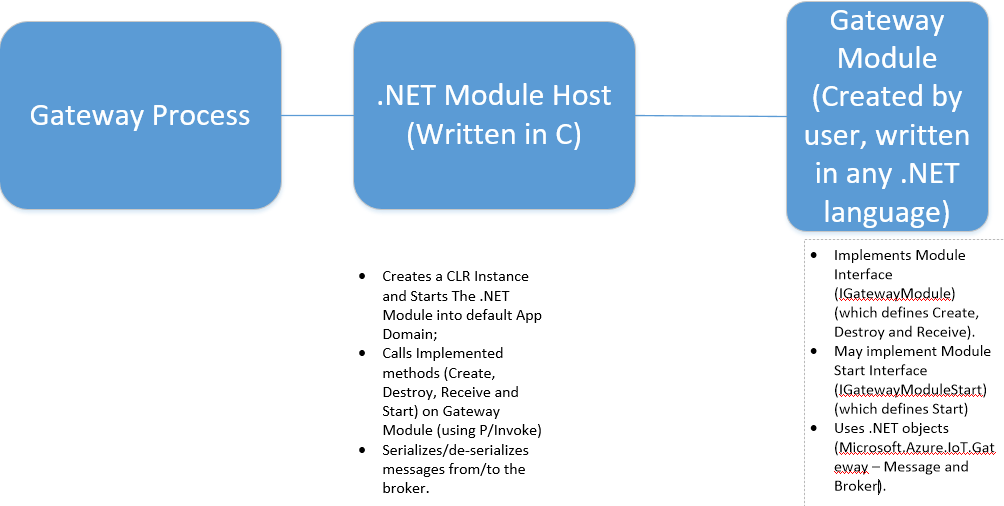 Gateway Process
.NET Module Host
(Written in C)
Gateway
Module
(Created by
user, written
in any .NET
language)
• Creates a CLR Instance
and Starts The .NET
Module into default App
Domain;
• Calls Implemented
methods (Create,
Destroy, Receive and
Start) on Gateway
Module (using P/Invoke)
• Serializes/de-serializes
messages from/to the
broker.
• Implements Module
Interface
(IGatewayModule)
(which defines Create,
Destroy and Receive).
• May implement Module
Start Interface
(IGatewayModuleStart)
(which defines Start)
• Uses .NET objects
(Microsoft.Azure.IoT.Gat
eway – Message and
Broker).